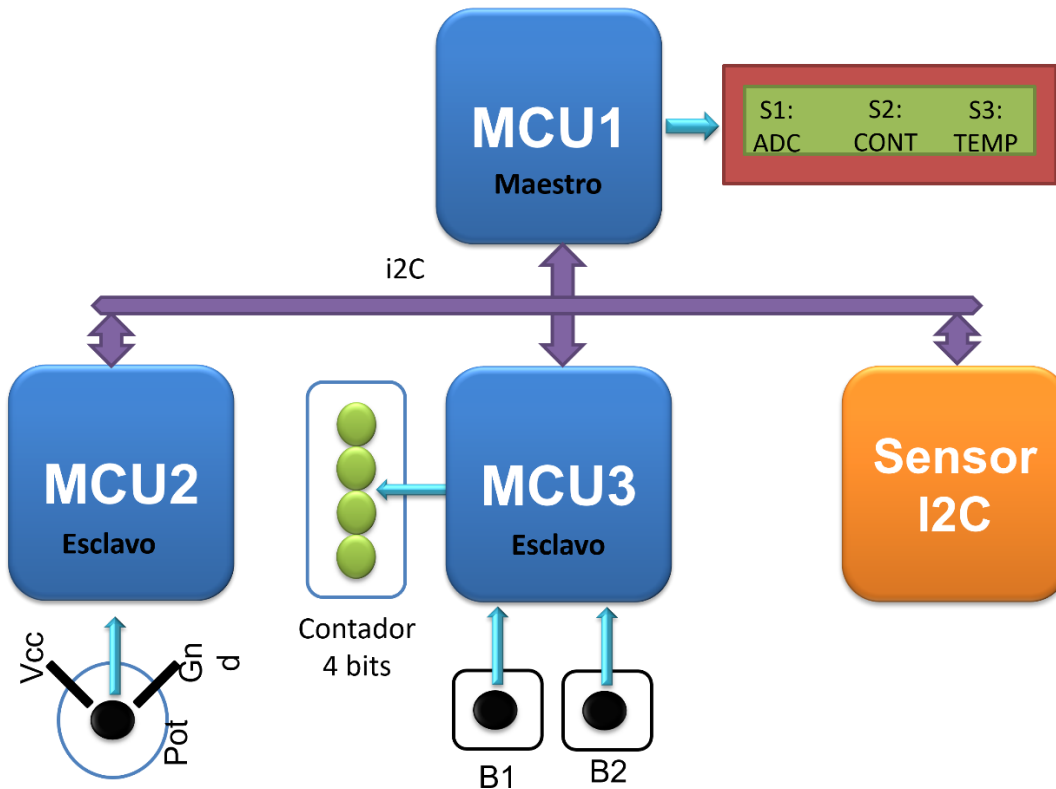 MCU1
Maestro
S1:
S2:
S3:
ADC
CONT
TEMP
i2C
MCU2
Esclavo
MCU3
Esclavo
Sensor
I2C
Contador
4 bits
Vcc
Gn
d
Pot
B1
B2